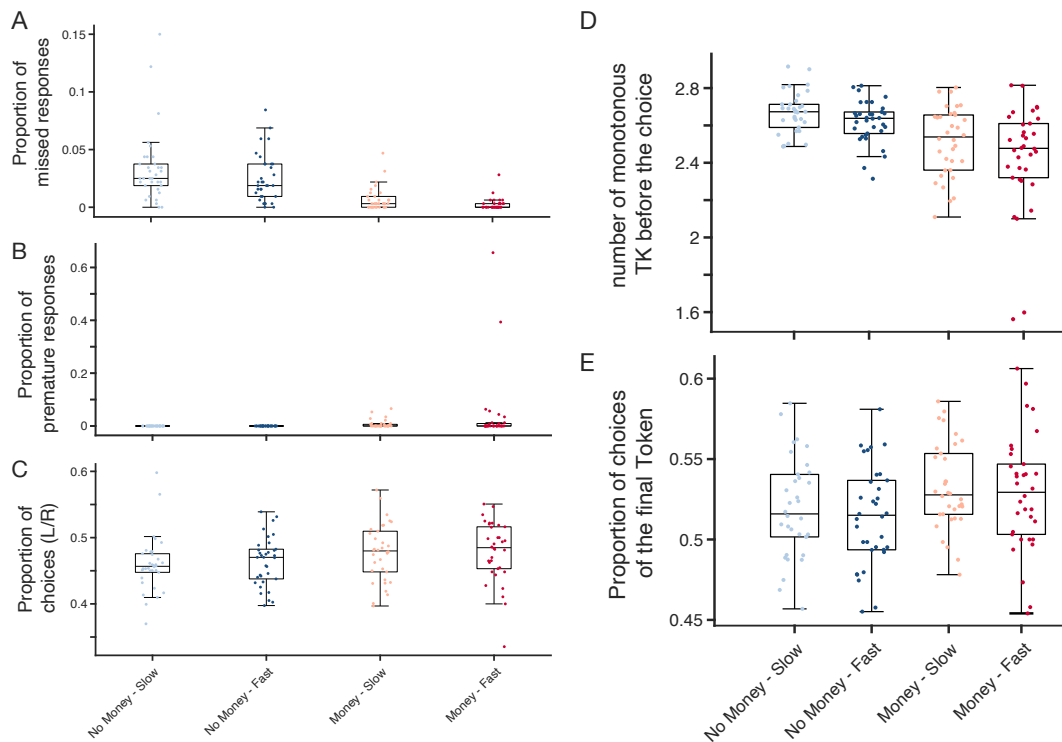 A
Proportion of
missed responses
0.15
0.1
0.05
0
B
Proportion of
premature responses
0.6
0.4
0.2
0
C
Proportion of
choices (L/R)
0.6
0.5
0.4
No Money - Slow
No Money - Fast
Money - Slow
Money - Fast
D
number of monotonous
TK before the choice
2.8
2.4
2
1.6
E
Proportion of choices
of the final Token
0.6
0.55
0.5
0.45
No Money - Slow
No Money - Fast
Money - Slow
Money - Fast